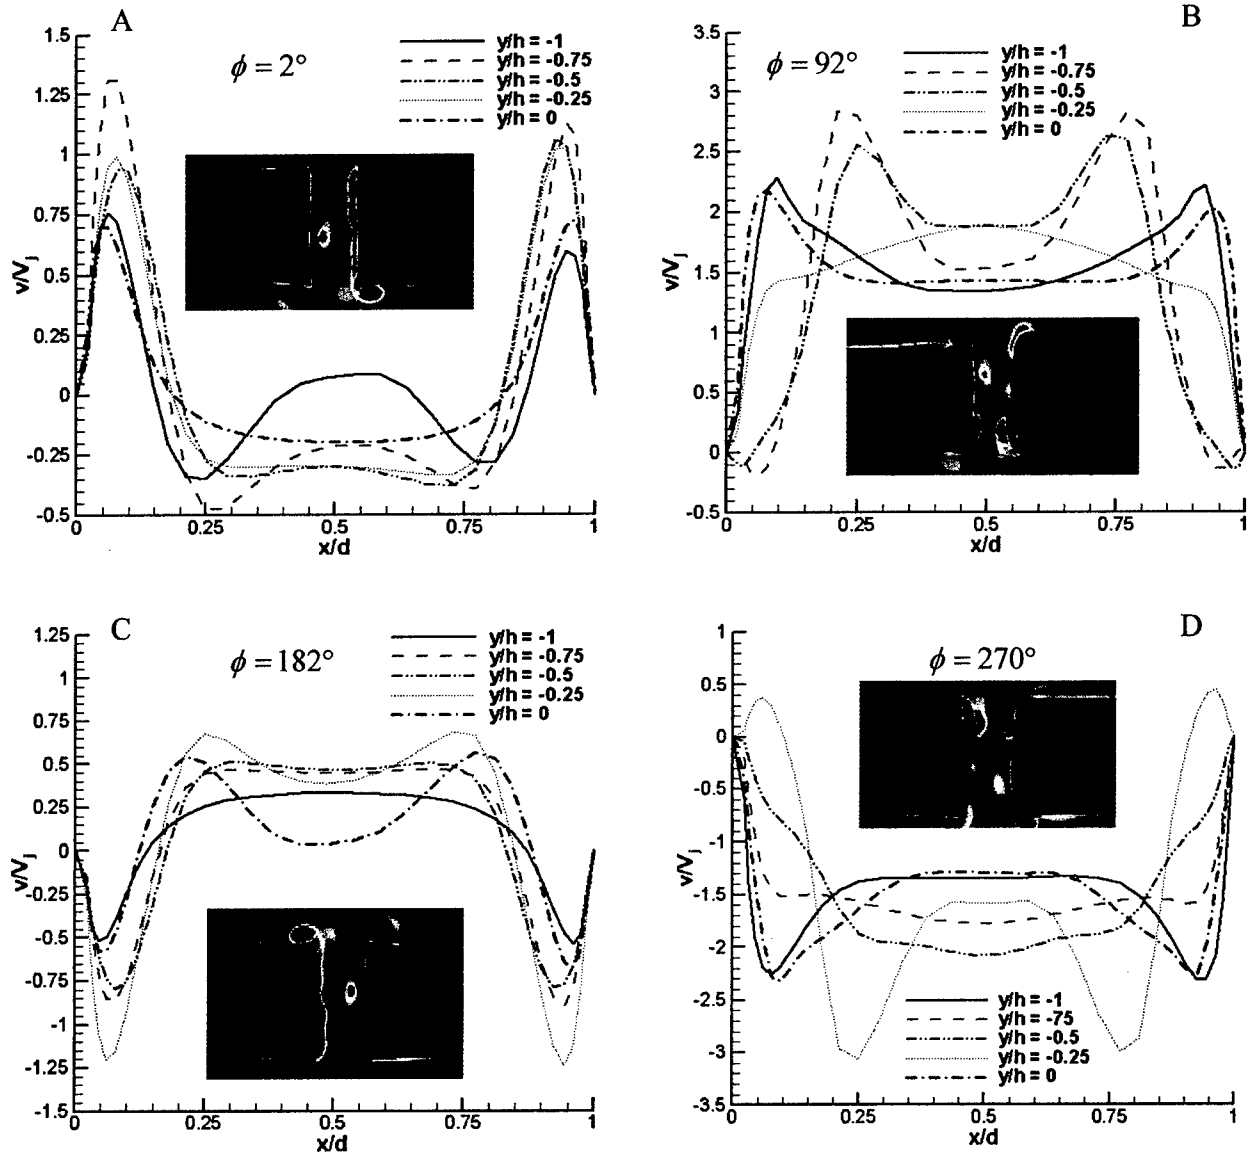 A
1.5
1.25
1
0.75
0.5
0.25
0
-0.25
-0.5
v/Vj
0
0.25
0.5
0.75
1
x/d
ϕ = 2°
y/h = -1
y/h = -0.75
y/h = -0.5
y/h = -0.25
y/h = 0
B
3.5
3
2.5
2
1.5
1
0.5
0
-0.5
v/Vj
0
0.25
0.5
0.75
1
x/d
ϕ = 92°
y/h = -1
y/h = -0.75
y/h = -0.5
y/h = -0.25
y/h = 0
C
1.25
1
0.75
0.5
0.25
0
-0.25
-0.5
-0.75
-1
-1.25
-1.5
v/Vj
0
0.25
0.5
0.75
1
x/d
ϕ = 182°
y/h = -1
y/h = -0.75
y/h = -0.5
y/h = -0.25
y/h = 0
D
1
0.5
0
-0.5
-1
-1.5
-2
-2.5
-3
-3.5
v/Vj
0
0.25
0.5
0.75
1
x/d
ϕ = 270°
y/h = -1
y/h = -75
y/h = -0.5
y/h = -0.25
y/h = 0